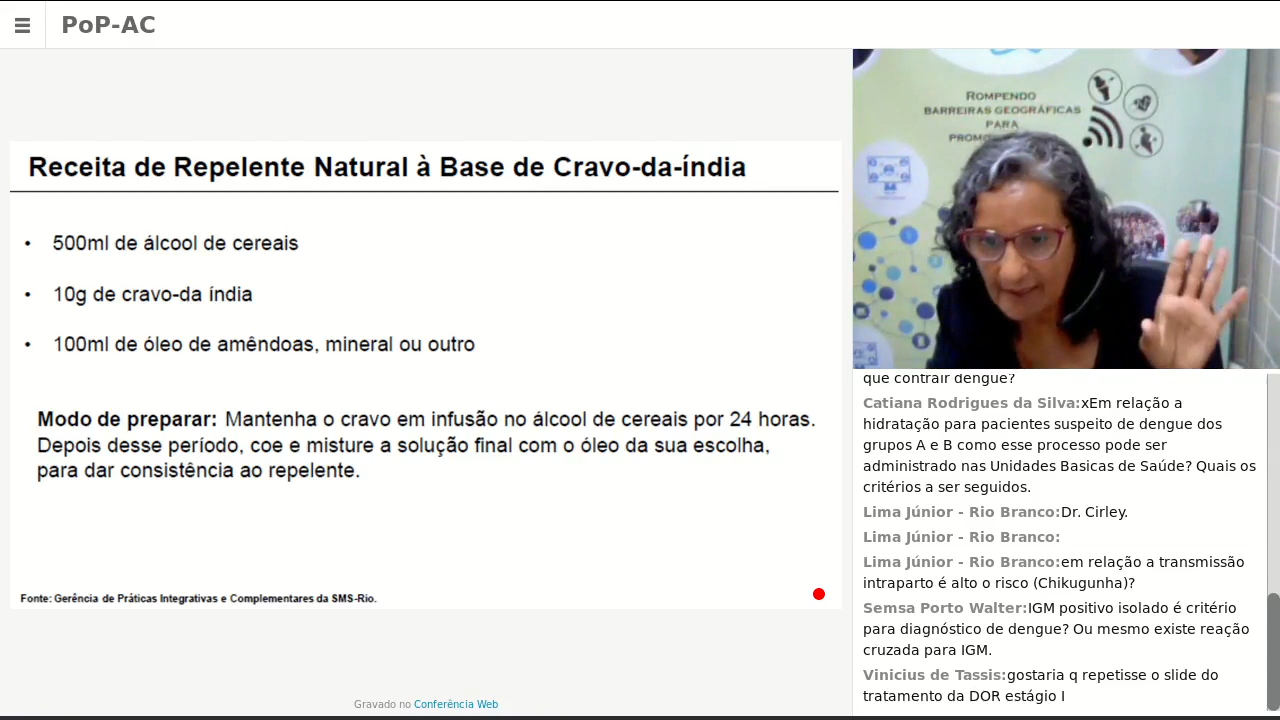 PoP-AC
Receita de Repelente Natural à Base de Cravo-da-índia
• 500ml de álcool de cereais
• 10g de cravo-da índia
• 100ml de óleo de amêndoas, mineral ou outro
Modo de preparar: Mantenha o cravo em infusão no álcool de cereais por 24 horas.
Depois desse período, coe e misture a solução final com o óleo da sua escolha,
para dar consistência ao repelente.
Fonte: Gerência de Práticas Integrativas e Complementares da SMS-Rio.
Gravado no Conferência Web
ROMPENDO
BARREIRAS GEOGRÁFICAS
PARA
que contrair dengue?
Catiana Rodrigues da Silva:xEm relação a
hidratação para pacientes suspeito de dengue dos
grupos A e B como esse processo pode ser
administrado nas Unidades Basicas de Saúde? Quais os
critérios a ser seguidos.
Lima Júnior - Rio Branco:Dr. Cirley.
Lima Júnior - Rio Branco:
Lima Júnior - Rio Branco:em relação a transmissão
intraparto é alto o risco (Chikugunha)?
Semsa Porto Walter:IGM positivo isolado é critério
para diagnóstico de dengue? Ou mesmo existe reação
cruzada para IGM.
Vinicius de Tassis:gostaria q repetisse o slide do
tratamento da DOR estágio I